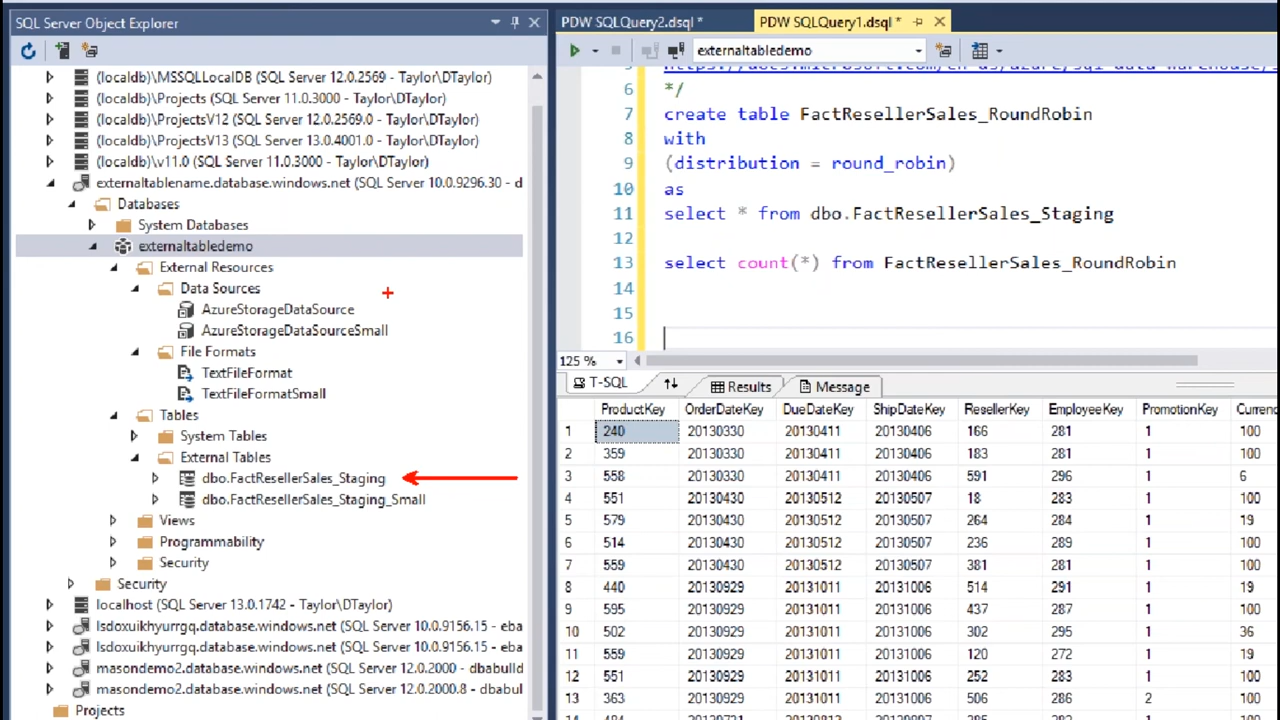 SQL Server Object Explorer
(localdb)\MSSQLLocalDB (SQL Server 12.0.2569 - Taylor\DTaylor)
(localdb)\Projects (SQL Server 11.0.3000 - Taylor\DTaylor)
(localdb)\ProjectsV12 (SQL Server 12.0.2569.0 - Taylor\DTaylor)
(localdb)\ProjectsV13 (SQL Server 13.0.4001.0 - Taylor\DTaylor)
(localdb)\v11.0 (SQL Server 11.0.3000 - Taylor\DTaylor)
externaltablename.database.windows.net (SQL Server 10.0.9296.30 - d
Databases
System Databases
externaltabledemo
External Resources
Data Sources
AzureStorageDataSource
AzureStorageDataSourceSmall
File Formats
TextFileFormat
TextFileFormatSmall
Tables
System Tables
External Tables
dbo.FactResellerSales_Staging
dbo.FactResellerSales_Staging_Small
Views
Programmability
Security
Security
localhost (SQL Server 13.0.1742 - Taylor\DTaylor)
lsdoxuikhyurrgq.database.windows.net (SQL Server 10.0.9156.15 - eba
lsdoxuikhyurrgq.database.windows.net (SQL Server 10.0.9156.15 - eba
masondemo2.database.windows.net (SQL Server 12.0.2000 - dbabulld
masondemo2.database.windows.net (SQL Server 12.0.2000.8 - dbabulld
Projects
PDW SQLQuery2.dsql * PDW SQLQuery1.dsql *
externaltabledemo
6 */
7 create table FactResellerSales_RoundRobin
8 with
9 (distribution = round_robin)
10 as
11 select * from dbo.FactResellerSales_Staging
12
13 select count(*) from FactResellerSales_RoundRobin
14
15
16
125 %
T-SQL Results Message
ProductKey OrderDateKey DueDateKey ShipDateKey ResellerKey EmployeeKey PromotionKey Currenc
1 240 20130330 20130411 20130406 166 281 1 100
2 359 20130330 20130411 20130406 183 281 1 100
3 558 20130330 20130411 20130406 591 296 1 6
4 551 20130430 20130512 20130507 18 283 1 100
5 579 20130430 20130512 20130507 264 284 1 19
6 514 20130430 20130512 20130507 236 289 1 100
7 559 20130430 20130512 20130507 381 281 1 100
8 440 20130929 20131011 20131006 514 291 1 19
9 595 20130929 20131011 20131006 437 287 1 100
10 502 20130929 20131011 20131006 302 295 1 36
11 559 20130929 20131011 20131006 120 272 1 19
12 551 20130929 20131011 20131006 252 283 1 100
13 363 20130929 20131011 20131006 506 286 2 100